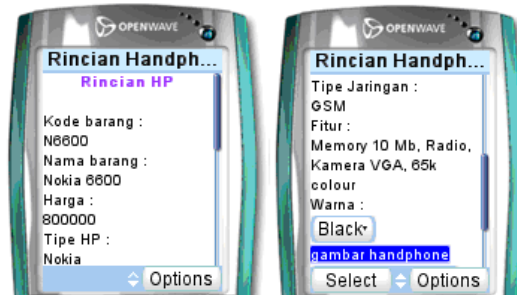 OPENWAVE
Rincian Handph...
Rincian HP
Kode barang :
N6600
Nama barang :
Nokia 6600
Harga :
800000
Tipe HP :
Nokia
Options
OPENWAVE
Rincian Handph...
Tipe Jaringan :
GSM
Fitur :
Memory 10 Mb, Radio,
Kamera VGA, 65k
colour
Warna :
Black
gambar handphone
Select Options